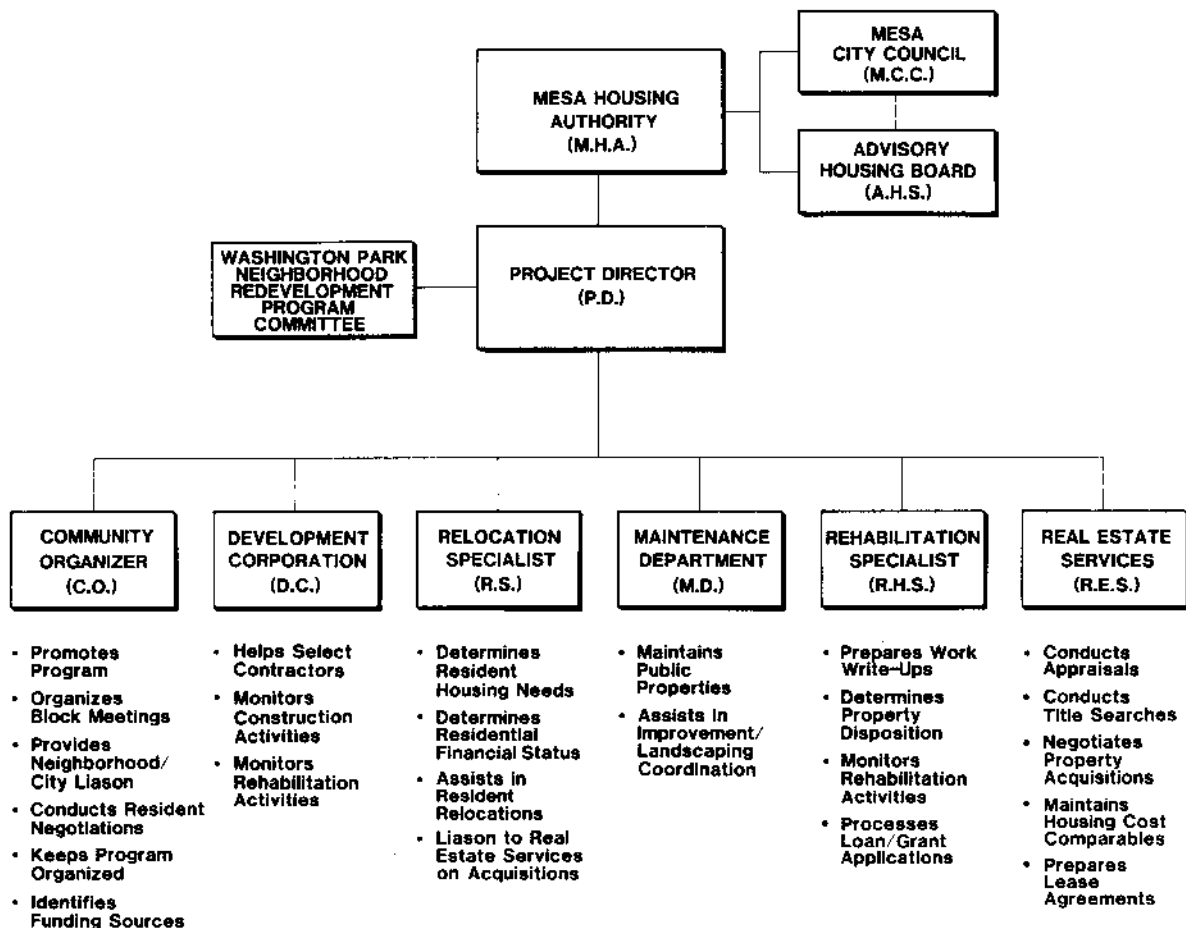 MESA
CITY COUNCIL
(M.C.C.)
MESA HOUSING
AUTHORITY
(M.H.A.)
ADVISORY
HOUSING BOARD
(A.H.S.)
WASHINGTON PARK
NEIGHBORHOOD
REDEVELOPMENT
PROGRAM
COMMITTEE
PROJECT DIRECTOR
(P.D.)
COMMUNITY
ORGANIZER
(C.O.)
• Promotes
Program
• Organizes
Block Meetings
• Provides
Neighborhood/
City Liason
• Conducts Resident
Negotiations
• Keeps Program
Organized
• Identifies
Funding Sources
DEVELOPMENT
CORPORATION
(D.C.)
• Helps Select
Contractors
• Monitors
Construction
Activities
• Monitors
Rehabilitation
Activities
RELOCATION
SPECIALIST
(R.S.)
• Determines
Resident
Housing Needs
• Determines
Residential
Financial Status
• Assists in
Resident
Relocations
• Liason to Real
Estate Services
on Acquisitions
MAINTENANCE
DEPARTMENT
(M.D.)
• Maintains
Public
Properties
• Assists in
Improvement/
Landscaping
Coordination
REHABILITATION
SPECIALIST
(R.H.S.)
• Prepares Work
Write-Ups
• Determines
Property
Disposition
• Monitors
Rehabilitation
Activities
• Processes
Loan/Grant
Applications
REAL ESTATE
SERVICES
(R.E.S.)
• Conducts
Appraisals
• Conducts
Title Searches
• Negotiates
Property
Acquisitions
• Maintains
Housing Cost
Comparables
• Prepares
Lease
Agreements